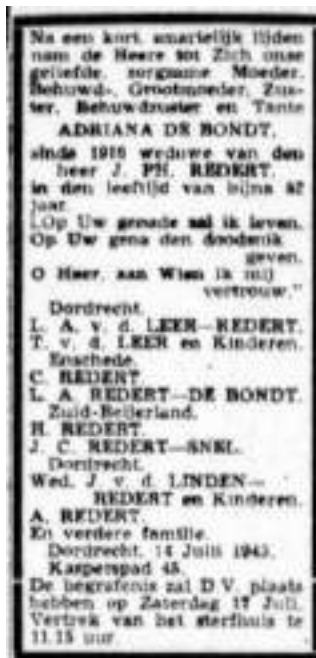 Na een kort, smartelijk lijden
nam de Heere tot Zich onze
geliefde, zorgzame Moeder,
Behuwd-, Grootmoeder, Zus-
ter, Behuwdzuster en Tante
ADRIANA DE BONDT,
sinds 1916 weduwe van den
heer J. PH. REDERT,
in den leeftijd van bijna 82
jaar.
„Op Uw genade zal ik leven,
Op Uw gena den doodsnik
geven.
O Heer, aan Wien ik mij
vertrouw."
Dordrecht.
L. A. v. d. LEER—REDERT.
T. v. d. LEER en Kinderen.
Enschede.
C. REDERT.
L. A. REDERT—DE BONDT.
Zuid-Beijerland.
H. REDERT.
J. C. REDERT—SNEL.
Dordrecht.
Wed. J. v. d. LINDEN—
REDERT en Kinderen.
A. REDERT.
En verdere familie.
Dordrecht, 14 Juli 1943.
Kasperspad 45.
De begrafenis zal D.V. plaats
hebben op Zaterdag 17 Juli.
Vertrek van het sterfhuis te
11.15 uur.